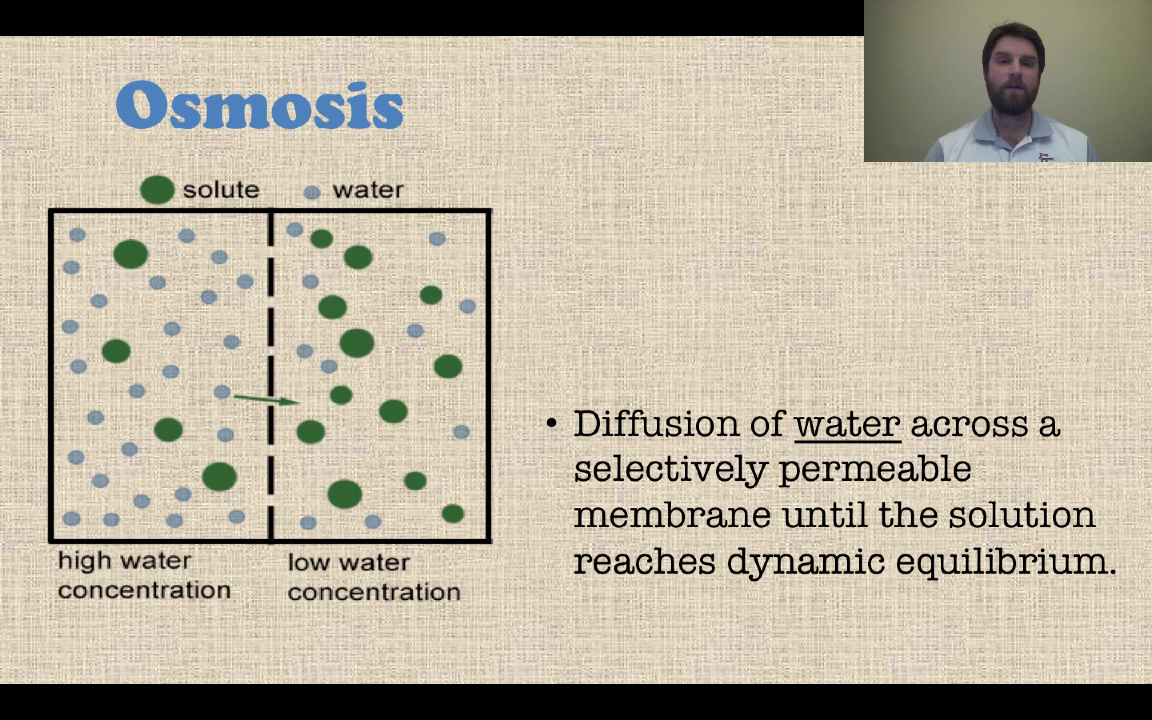 Osmosis
solute water
high water
concentration
low water
concentration
• Diffusion of water across a
selectively permeable
membrane until the solution
reaches dynamic equilibrium.